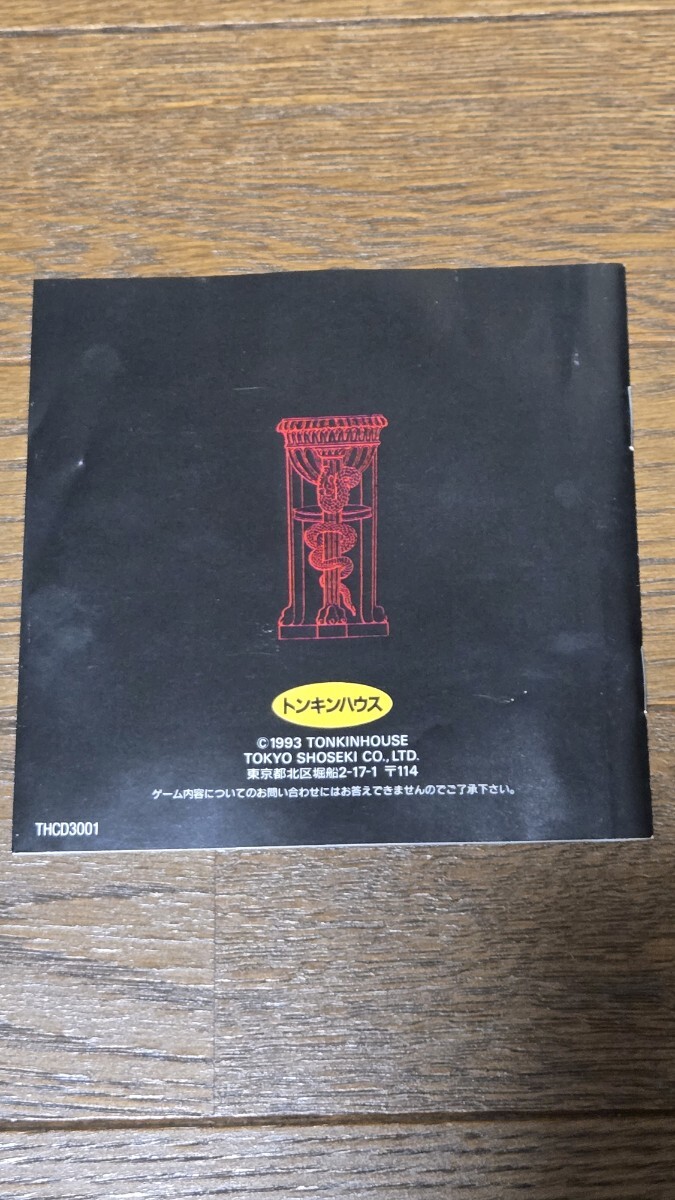 トンキンハウス
©1993 TONKINHOUSE
TOKYO SHOSEKI CO., LTD.
東京都北区堀船2-17-1 〒114
ゲーム内容についてのお問い合わせにはお答えできませんのでご了承下さい。
THCD3001